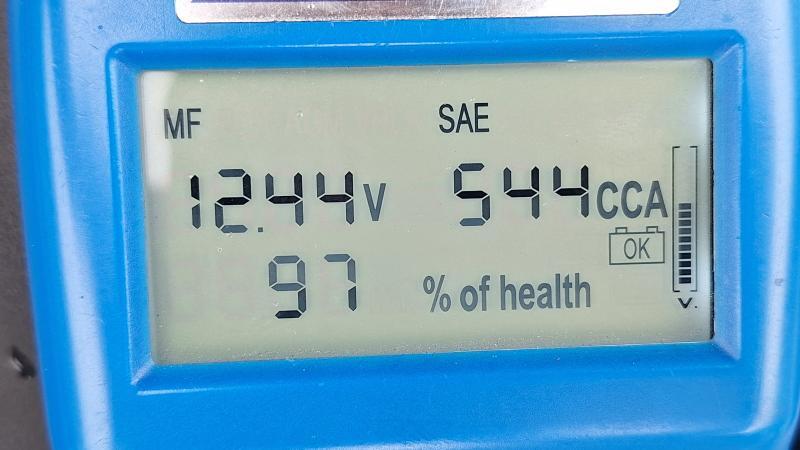 MF SAE
12.44V 544CCA
OK
97 % of health
V.